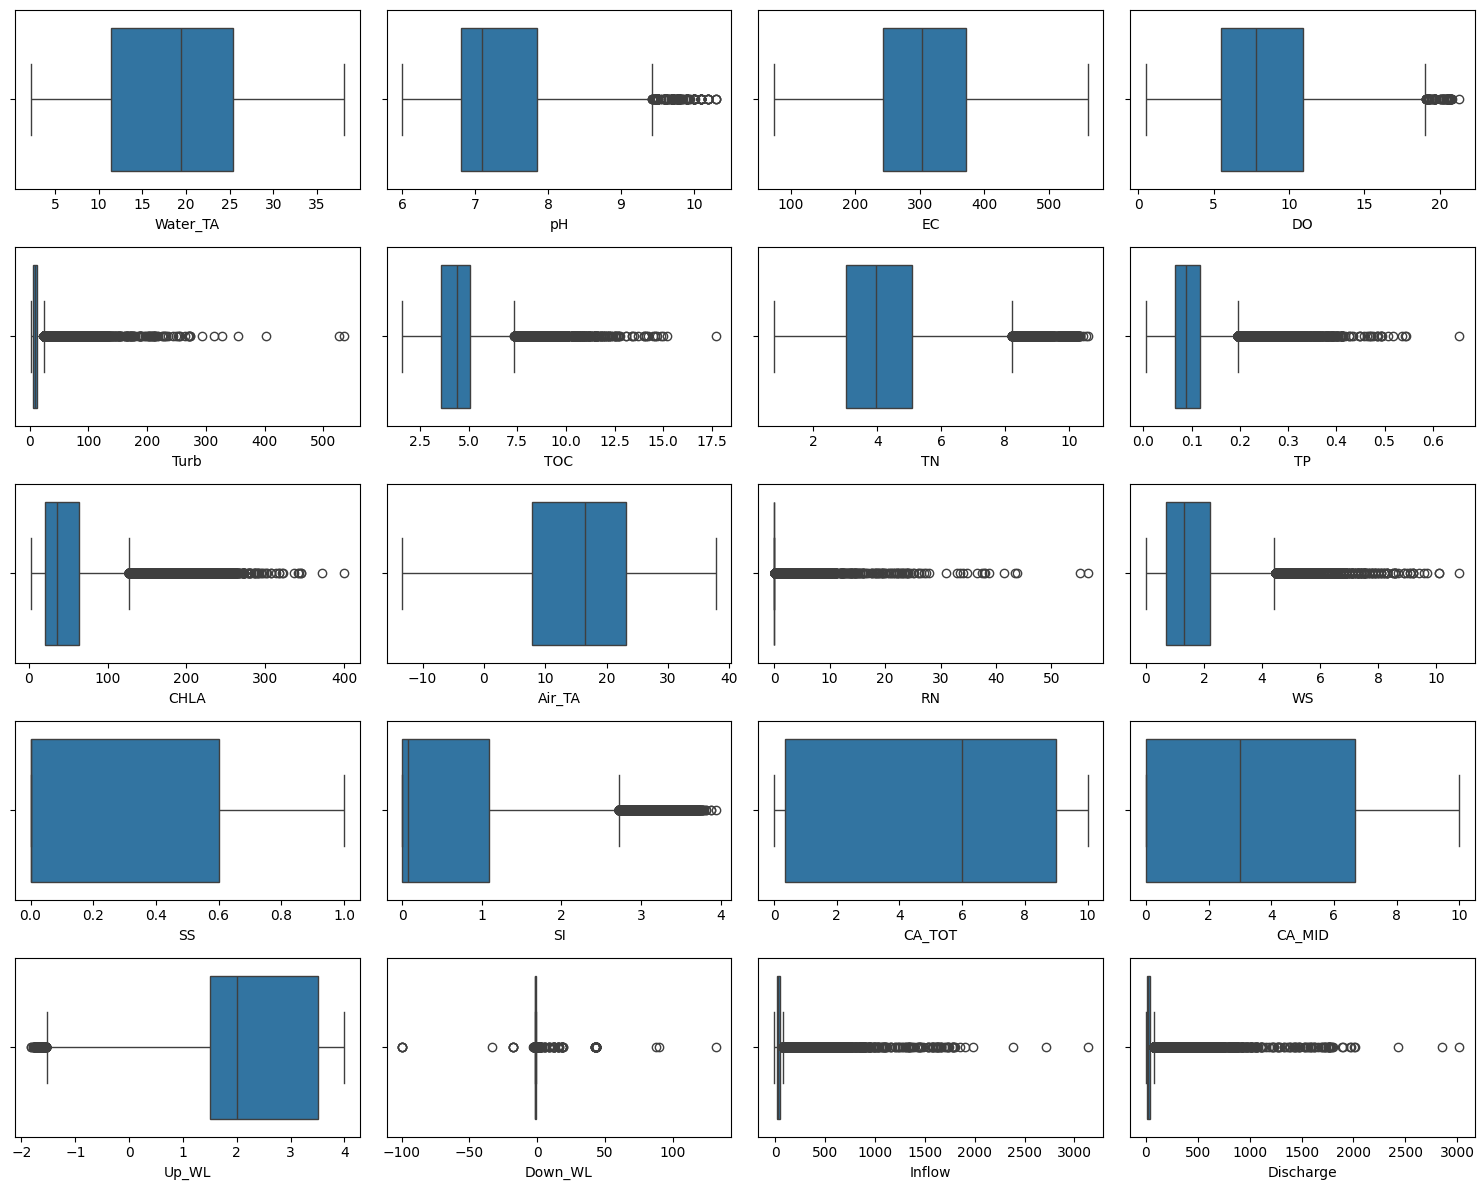 5 10 15 20 25 30 35
Water_TA
6 7 8 9 10
pH
100 200 300 400 500
EC
0 5 10 15 20
DO
0 100 200 300 400 500
Turb
2.5 5.0 7.5 10.0 12.5 15.0 17.5
TOC
2 4 6 8 10
TN
0.0 0.1 0.2 0.3 0.4 0.5 0.6
TP
0 100 200 300 400
CHLA
−10 0 10 20 30 40
Air_TA
0 10 20 30 40 50
RN
0 2 4 6 8 10
WS
0.0 0.2 0.4 0.6 0.8 1.0
SS
0 1 2 3 4
SI
0 2 4 6 8 10
CA_TOT
0 2 4 6 8 10
CA_MID
−2 −1 0 1 2 3 4
Up_WL
−100 −50 0 50 100
Down_WL
0 500 1000 1500 2000 2500 3000
Inflow
0 500 1000 1500 2000 2500 3000
Discharge